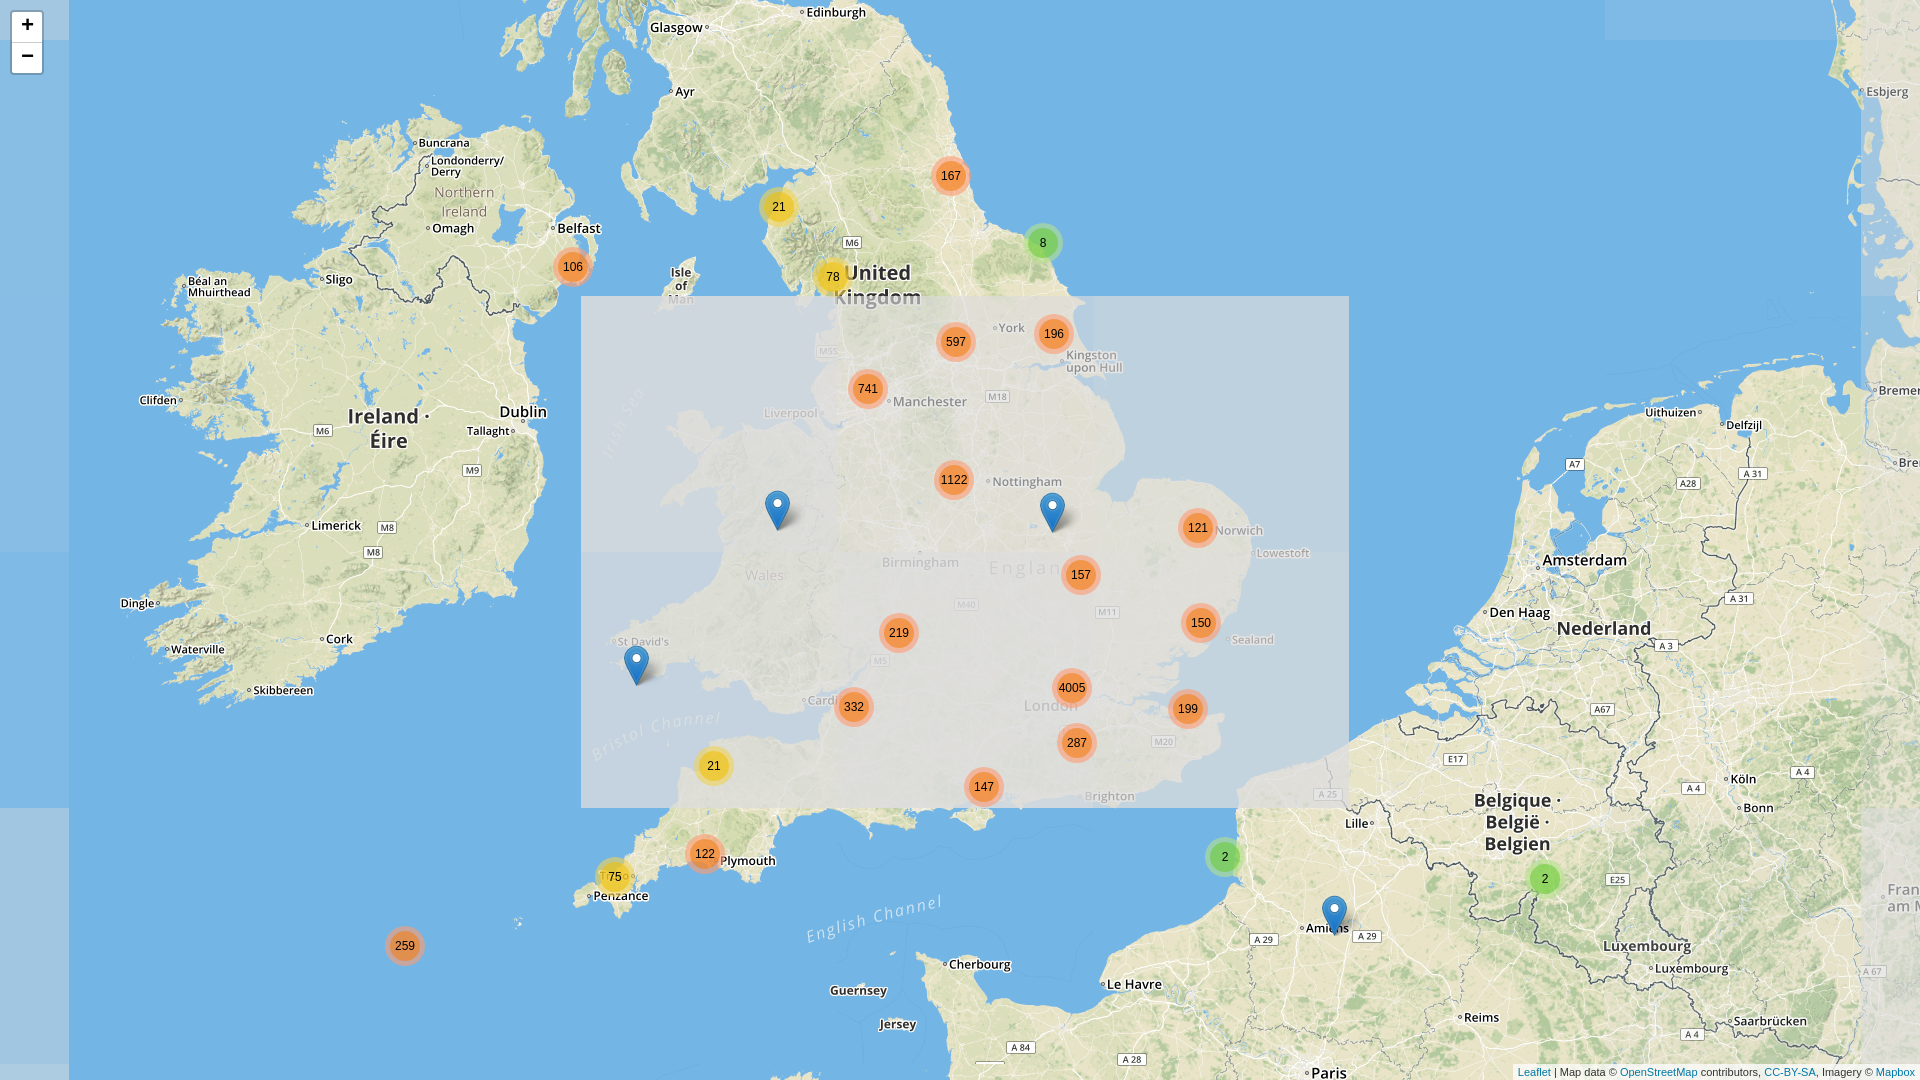 +
−
Edinburgh
Glasgow
Ayr
Esbjerg
Buncrana
Londonderry/
Derry
167
Northern
Ireland
21
Omagh
Belfast
M6
8
106
Isle
of
Man
78
United
Kingdom
Sligo
Béal an
Mhuirthead
York
196
597
M55
Kingston
upon Hull
741
Manchester
M18
Clifden
Liverpool
Dublin
Ireland ·
Éire
M6
Tallaght
Irish Sea
Uithuizen
Delfzijl
M9
A7
A 31
A28
1122
Nottingham
Limerick
M8
M8
121
Norwich
Lowestoft
Birmingham
Englan
157
Wales
Amsterdam
Dingle
M40
M11
A 31
Den Haag
Nederland
150
219
Sealand
St David's
Cork
Waterville
M5
A 3
Skibbereen
4005
London
199
Cardi
332
A67
Bristol Channel
287
M20
E17
Köln
A 4
Bonn
A 4
21
147
Brighton
A 25
Belgique ·
België ·
Belgien
Lille
122
Plymouth
2
75
Penzance
2
E25
English Channel
Amiens
A 29
A 29
259
Luxembourg
Luxembourg
Cherbourg
A 67
Le Havre
Guernsey
Jersey
Reims
Saarbrücken
A 4
A 84
A 28
Paris
Leaflet | Map data © OpenStreetMap contributors, CC-BY-SA, Imagery © Mapbox